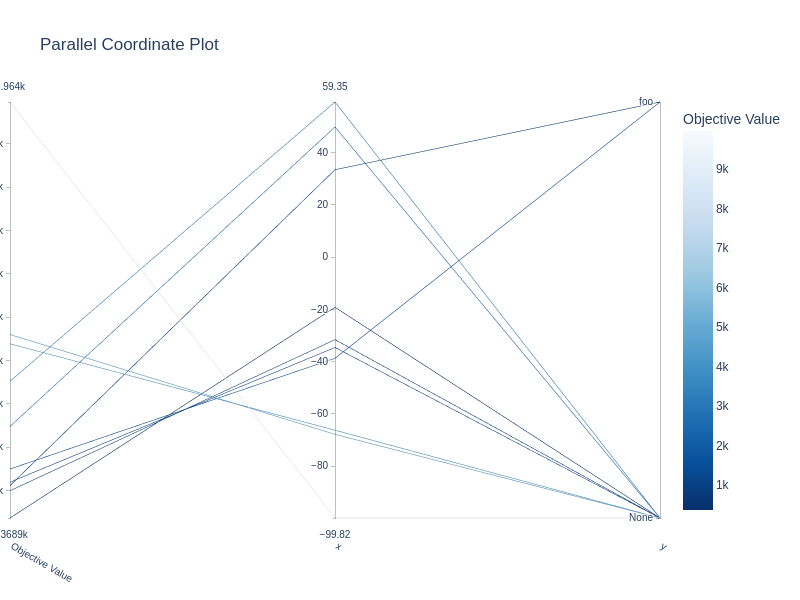 Parallel Coordinate Plot
.964k
59.35
foo
Objective Value
k
k
k
k
k
k
k
k
k
40
20
0
−20
−40
−60
−80
9k
8k
7k
6k
5k
4k
3k
2k
1k
None
3689k
−99.82
Objective Value
x
y